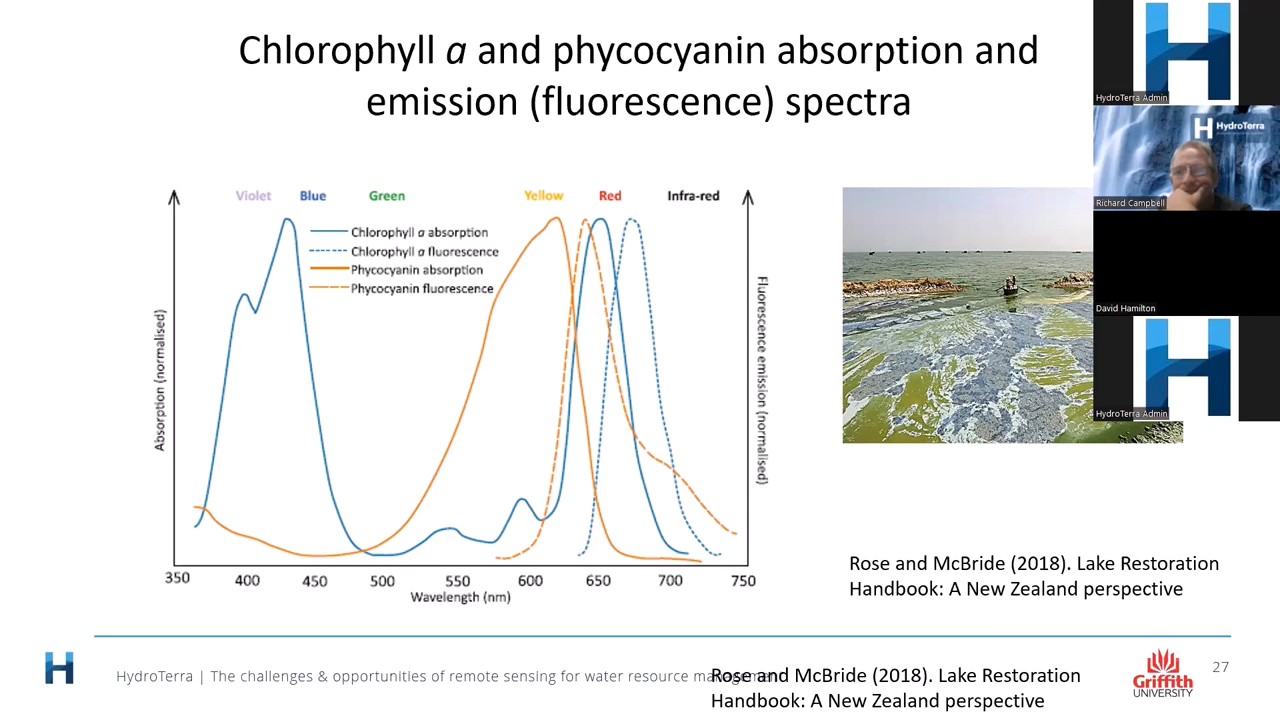 Chlorophyll a and phycocyanin absorption and
emission (fluorescence) spectra
Violet Blue Green Yellow Red Infra-red
Chlorophyll a absorption
Chlorophyll a fluorescence
Phycocyanin absorption
Phycocyanin fluorescence
Absorption (normalised)
Fluorescence emission (normalised)
350 400 450 500 550 600 650 700 750
Wavelength (nm)
HydroTerra Admin
HydroTerra
Richard Campbell
David Hamilton
HydroTerra Admin
Rose and McBride (2018). Lake Restoration
Handbook: A New Zealand perspective
HydroTerra | The challenges & opportunities of remote sensing for water resource
Rose and McBride (2018). Lake Restoration
Handbook: A New Zealand perspective
Griffith
UNIVERSITY
27